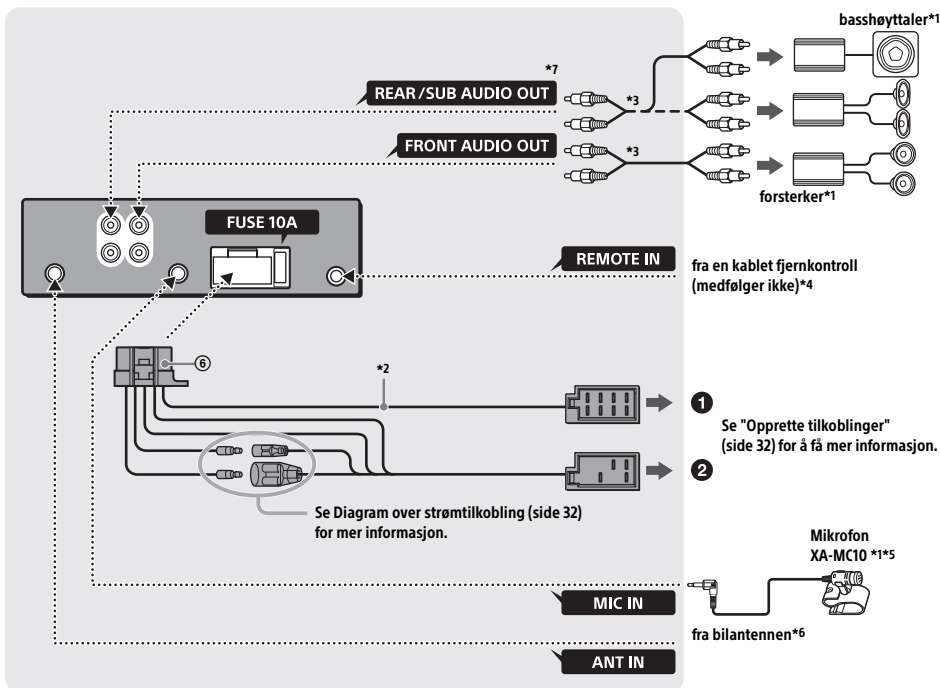 basshøyttaler*1
*7
REAR/SUB AUDIO OUT
*3
FRONT AUDIO OUT
*3
forsterker*1
FUSE 10A
REMOTE IN
fra en kablet fjernkontroll
(medfølger ikke)*4
⑥
*2
❶
Se "Opprette tilkoblinger"
(side 32) for å få mer informasjon.
❷
Se Diagram over strømtilkobling (side 32)
for mer informasjon.
Mikrofon
XA-MC10 *1*5
MIC IN
fra bilantennen*6
ANT IN